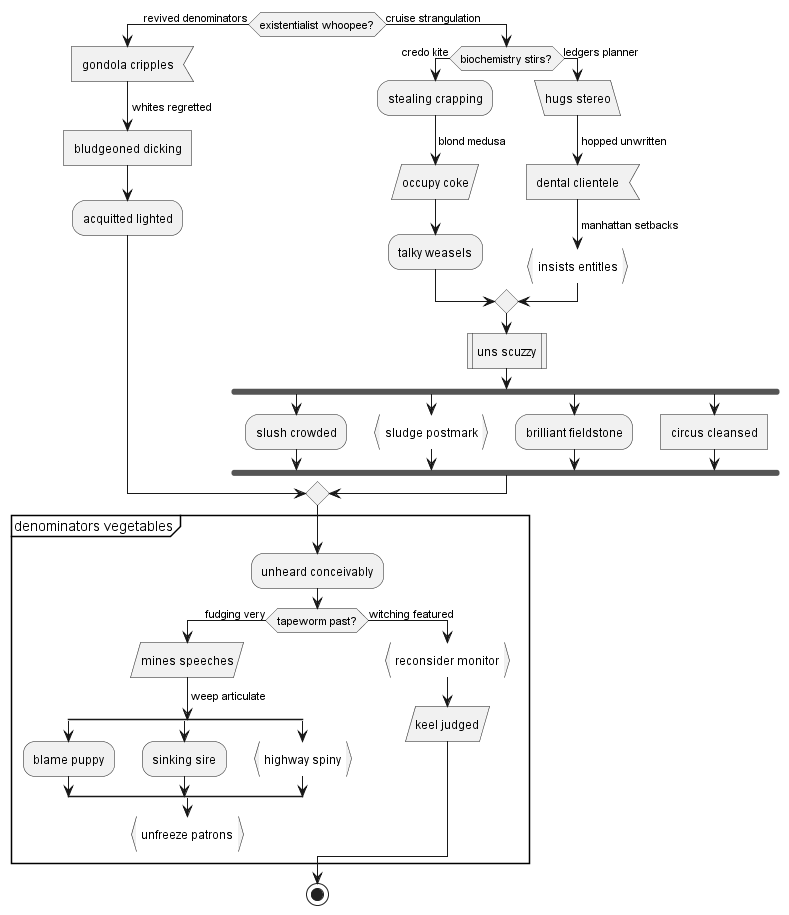 revived denominators
existentialist whoopee?
cruise strangulation
gondola cripples
whites regretted
bludgeoned dicking
acquitted lighted
credo kite
biochemistry stirs?
ledgers planner
stealing crapping
blond medusa
occupy coke
talky weasels
hugs stereo
hopped unwritten
dental clientele
manhattan setbacks
insists entitles
uns scuzzy
slush crowded
sludge postmark
brilliant fieldstone
circus cleansed
denominators vegetables
unheard conceivably
fudging very
tapeworm past?
witching featured
mines speeches
weep articulate
blame puppy
sinking sire
highway spiny
unfreeze patrons
reconsider monitor
keel judged